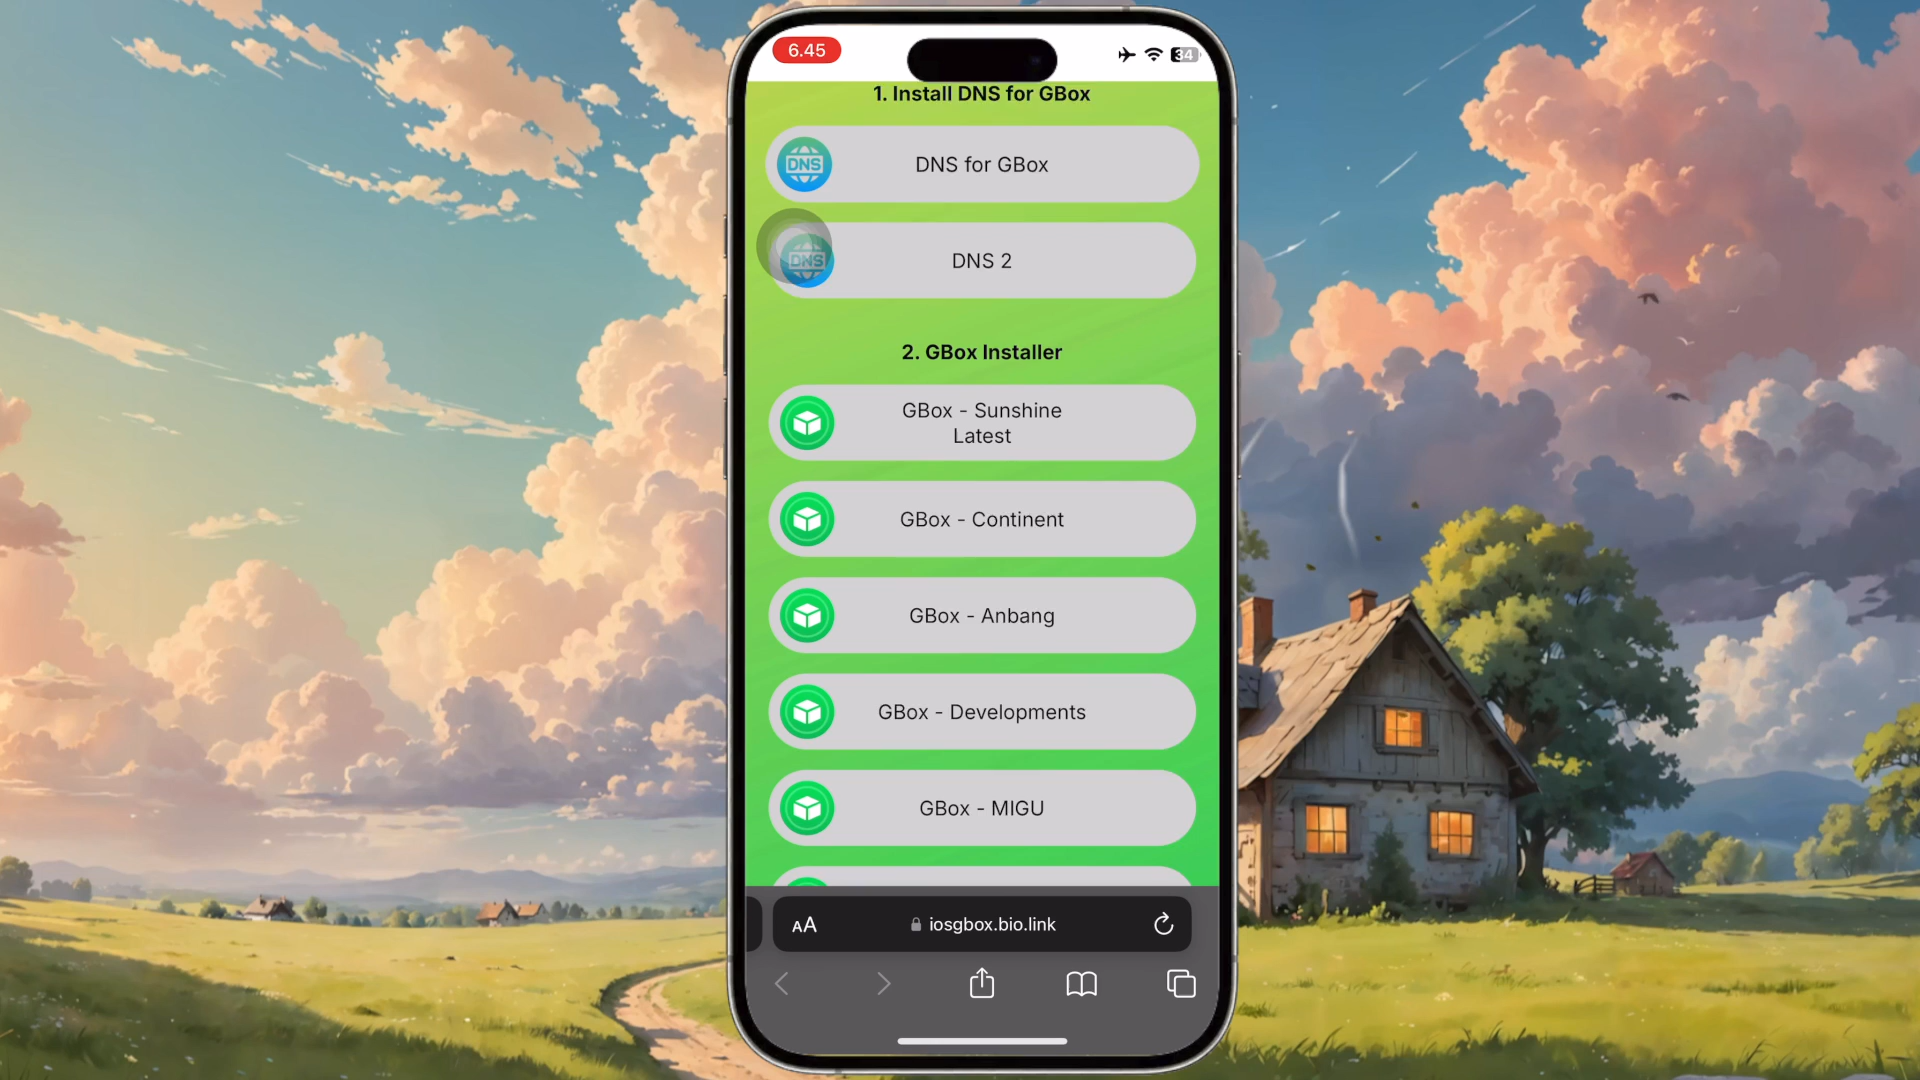 6.45
34
1. Install DNS for GBox
DNS
DNS for GBox
DNS
DNS 2
2. GBox Installer
GBox - Sunshine
Latest
GBox - Continent
GBox - Anbang
GBox - Developments
GBox - MIGU
AA
iosgbox.bio.link